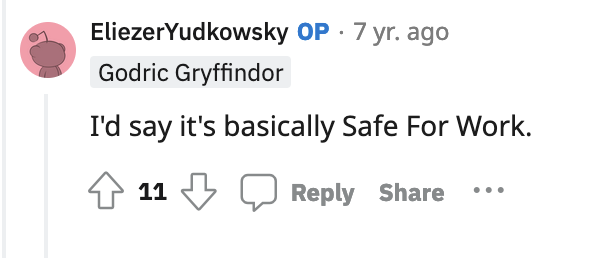 EliezerYudkowsky OP · 7 yr. ago
Godric Gryffindor
I'd say it's basically Safe For Work.
11 Reply Share ···